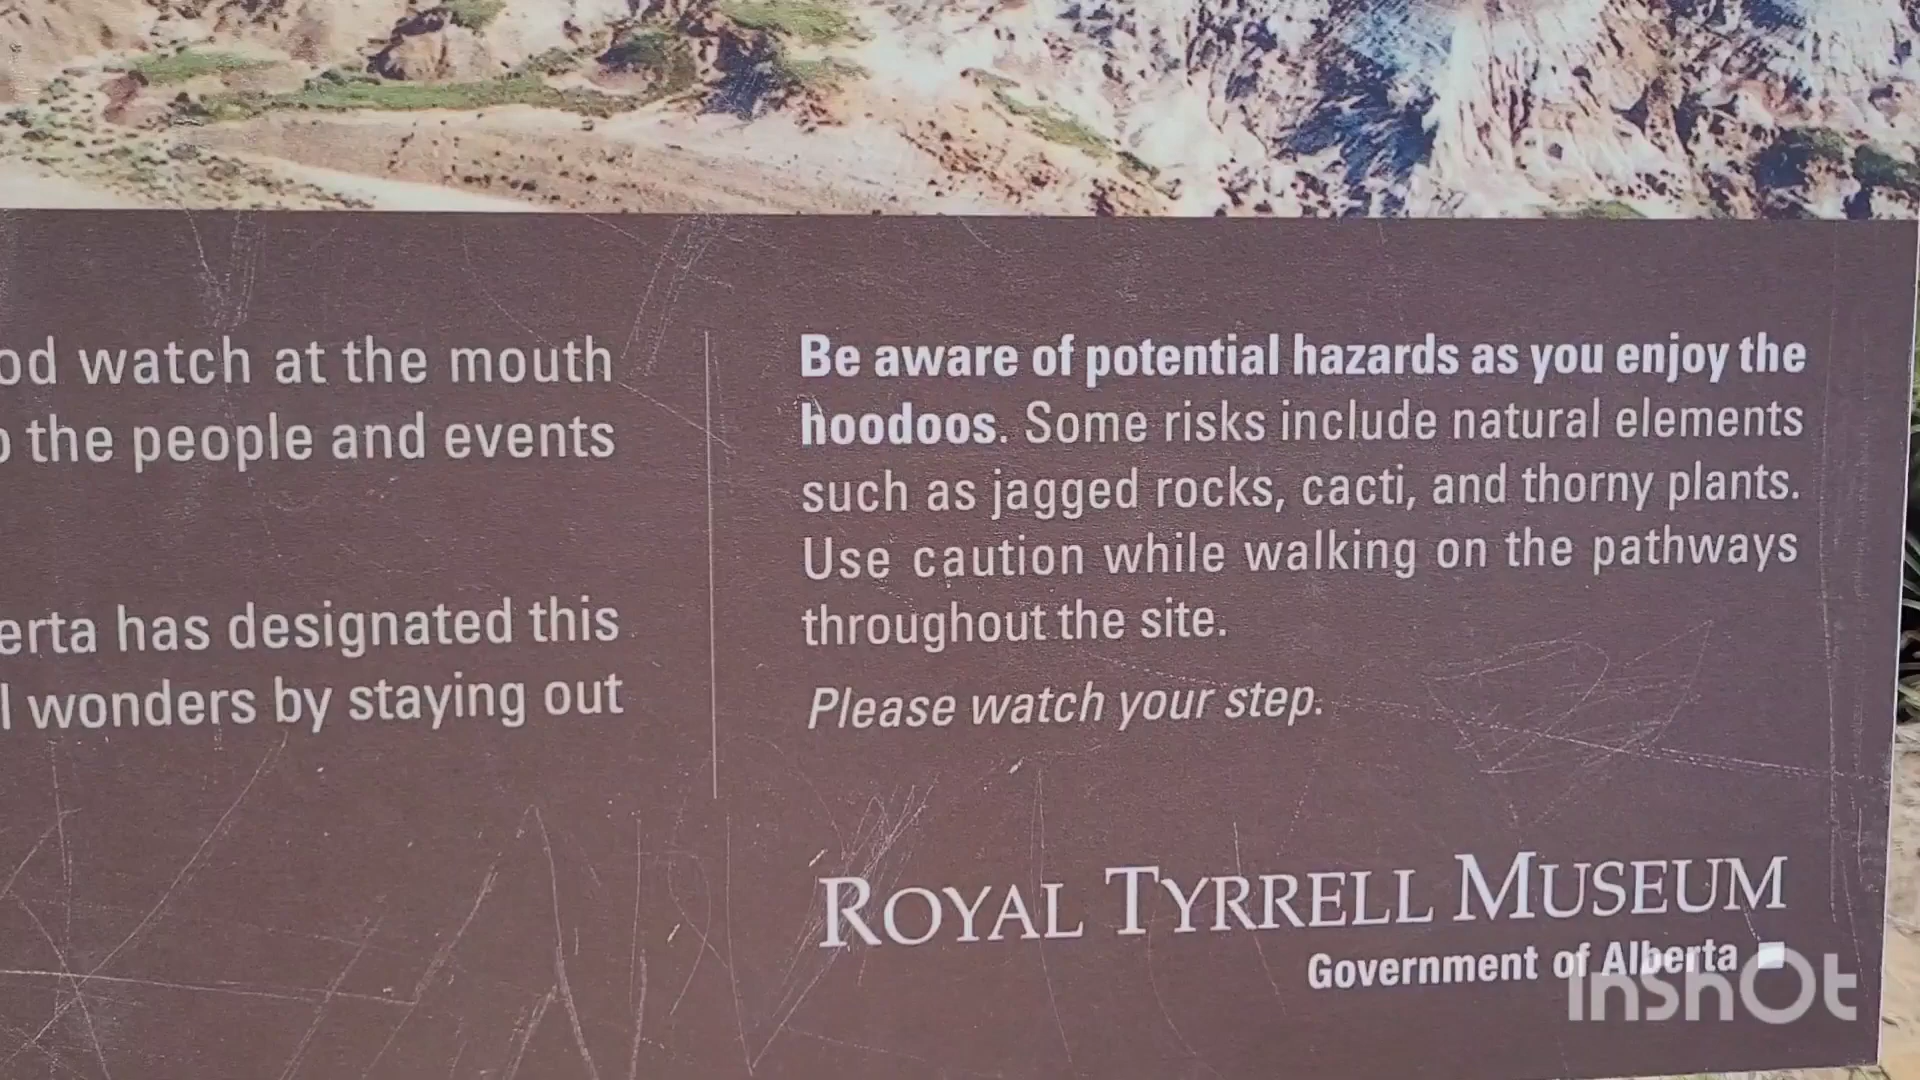 watch at the mouth
the people and events
has designated this
wonders by staying out
Be aware of potential hazards as you enjoy the
hoodoos. Some risks include natural elements
such as jagged rocks, cacti, and thorny plants.
Use caution while walking on the pathways
throughout the site.
Please watch your step.
ROYAL TYRRELL MUSEUM
Government of Alberta
InShOt